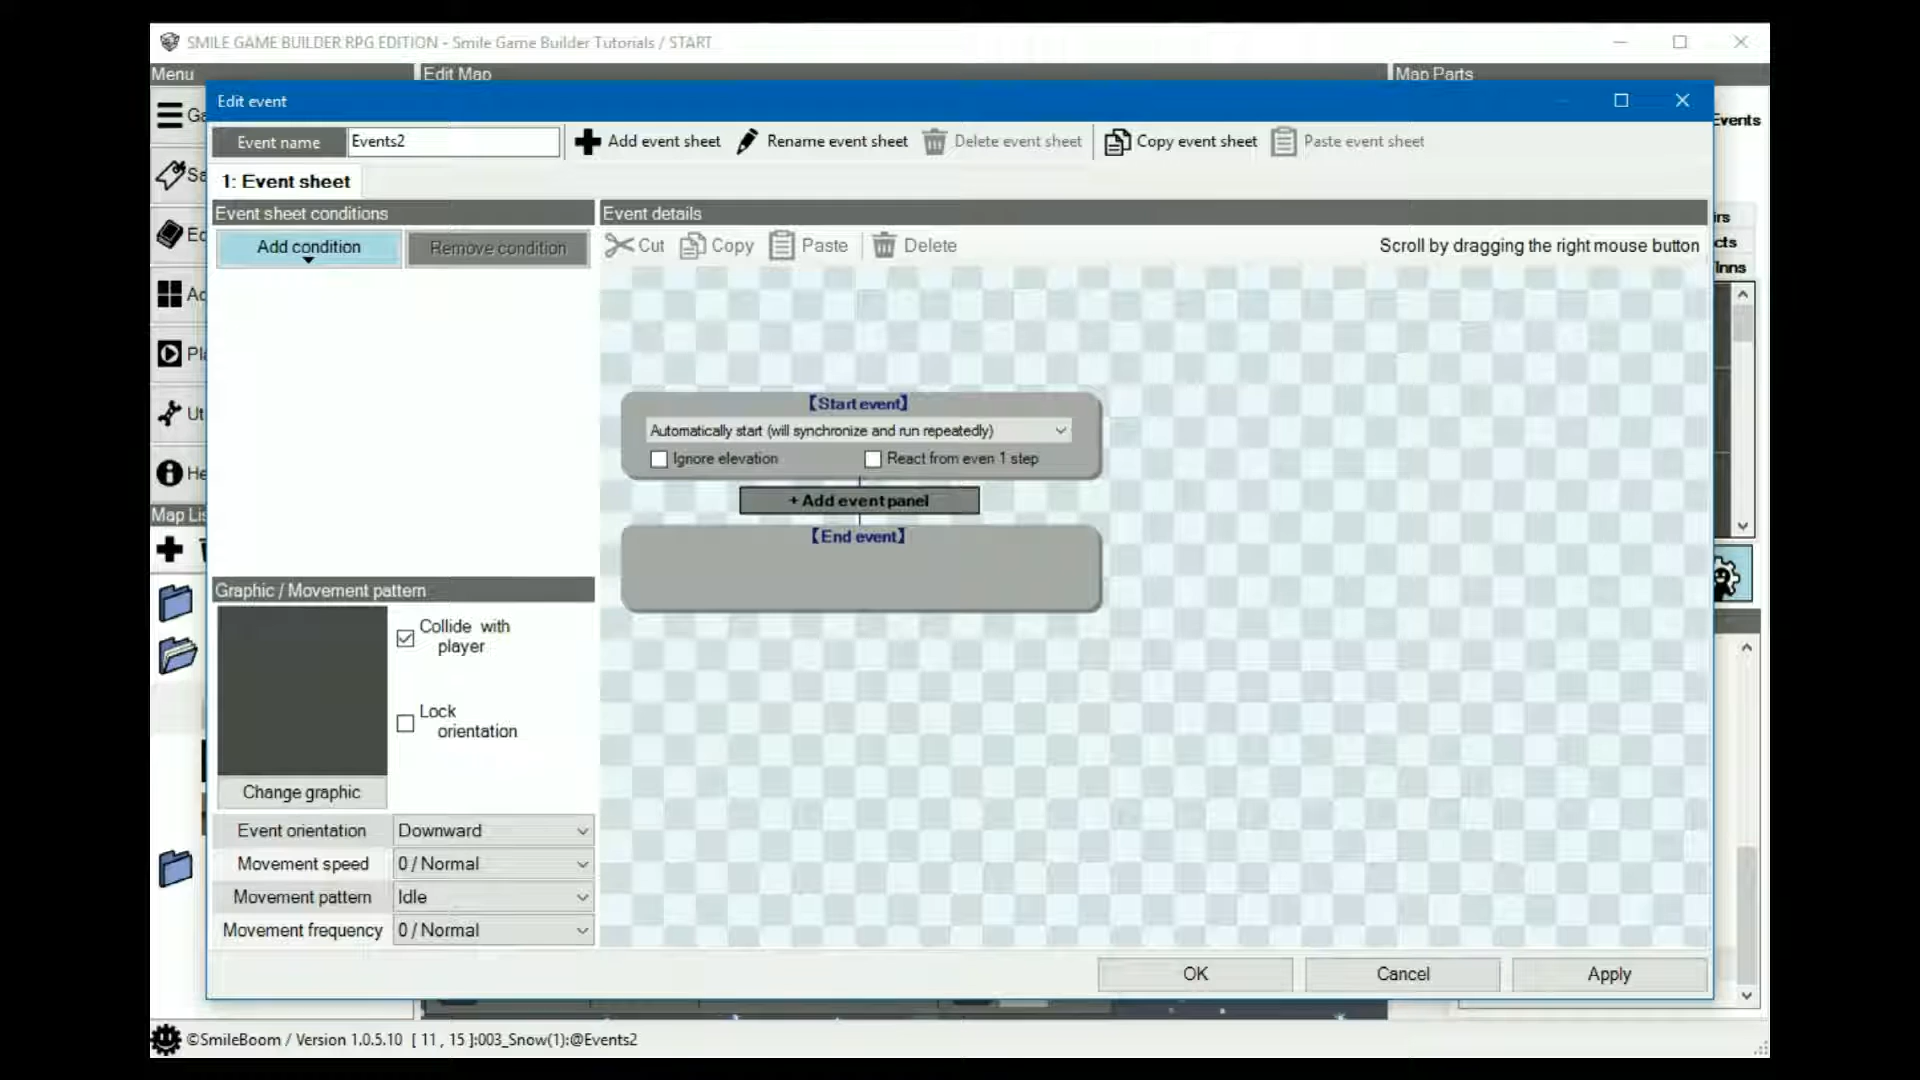 SMILE GAME BUILDER RPG EDITION - Smile Game Builder Tutorials / START
Menu
Edit Map
Map Parts
Edit event
Event name
Events2
Add event sheet
Rename event sheet
Delete event sheet
Copy event sheet
Paste event sheet
Events
1: Event sheet
Event sheet conditions
Event details
Add condition
Remove condition
Cut
Copy
Paste
Delete
Scroll by dragging the right mouse button
【Start event】
Automatically start (will synchronize and run repeatedly)
Ignore elevation
React from even 1 step
+ Add event panel
【End event】
Graphic / Movement pattern
Collide with
player
Lock
orientation
Change graphic
Event orientation
Downward
Movement speed
0 / Normal
Movement pattern
Idle
Movement frequency
0 / Normal
OK
Cancel
Apply
Map Lis
©SmileBoom / Version 1.0.5.10 [ 11 , 15 ]:003_Snow(1):@Events2